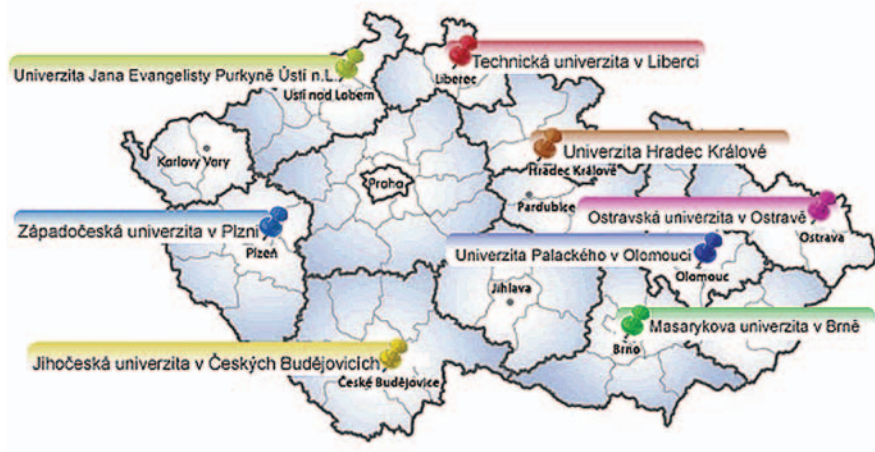 Univerzita Jana Evangelisty Purkyně Ústí n.L.
Technická univerzita v Liberci
Ústí nad Labem
Liberec
Univerzita Hradec Králové
Karlovy Vary
Hradec Králové
Praha
Pardubice
Ostravská univerzita v Ostravě
Západočeská univerzita v Plzni
Ostrava
Plzeň
Univerzita Palackého v Olomouci
Olomouc
Jihlava
Masarykova univerzita v Brně
Brno
Jihočeská univerzita v Českých Budějovicích
České Budějovice